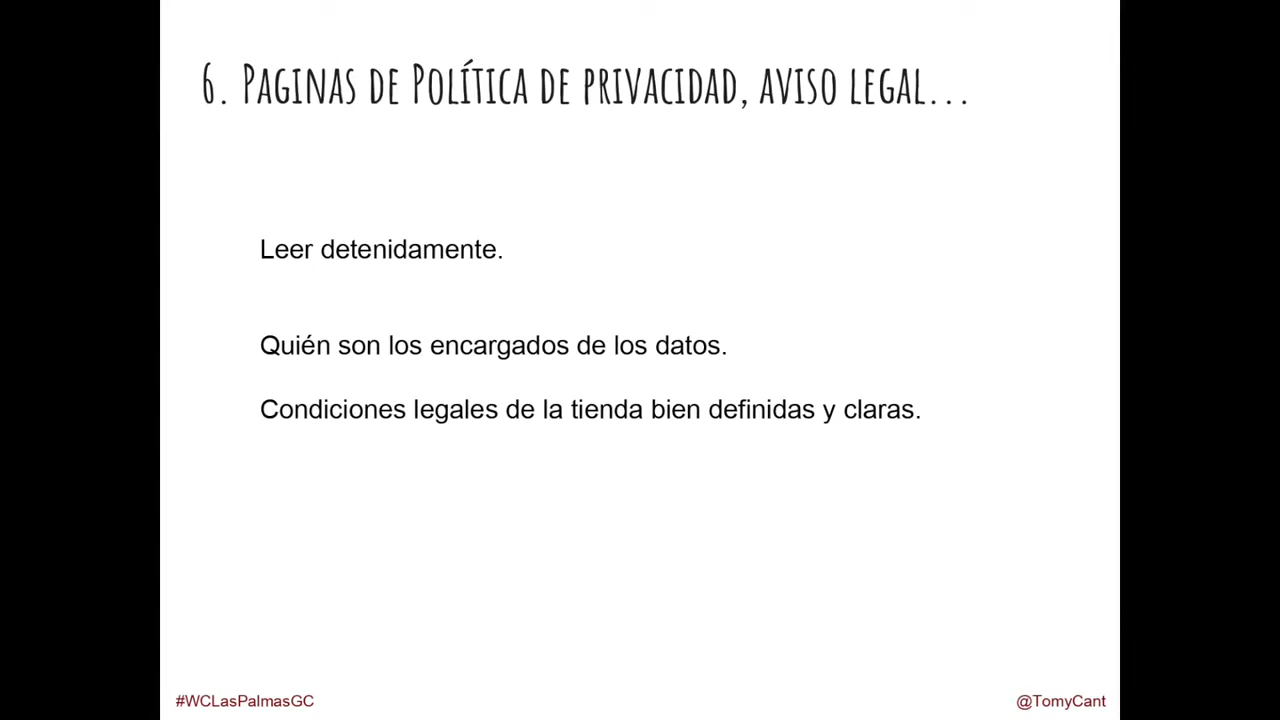 6. Paginas de Política de privacidad, aviso legal...
Leer detenidamente.
Quién son los encargados de los datos.
Condiciones legales de la tienda bien definidas y claras.
#WCLasPalmasGC
@TomyCant